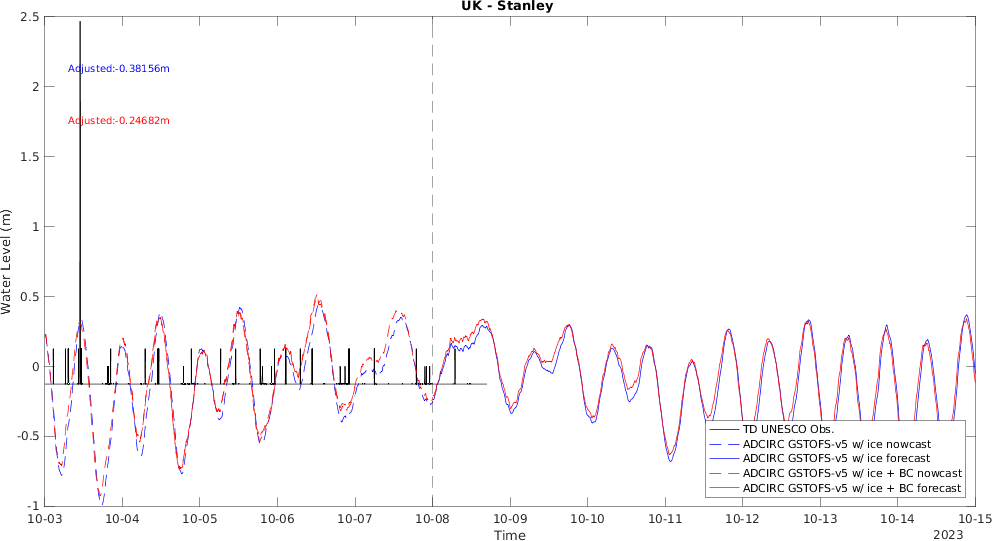 UK - Stanley
2.5
2
1.5
1
0.5
0
-0.5
-1
Water Level (m)
Adjusted:-0.38156m
Adjusted:-0.24682m
TD UNESCO Obs.
ADCIRC GSTOFS-v5 w/ ice nowcast
ADCIRC GSTOFS-v5 w/ ice forecast
ADCIRC GSTOFS-v5 w/ ice + BC nowcast
ADCIRC GSTOFS-v5 w/ ice + BC forecast
10-03 10-04 10-05 10-06 10-07 10-08 10-09 10-10 10-11 10-12 10-13 10-14 10-15
Time
2023